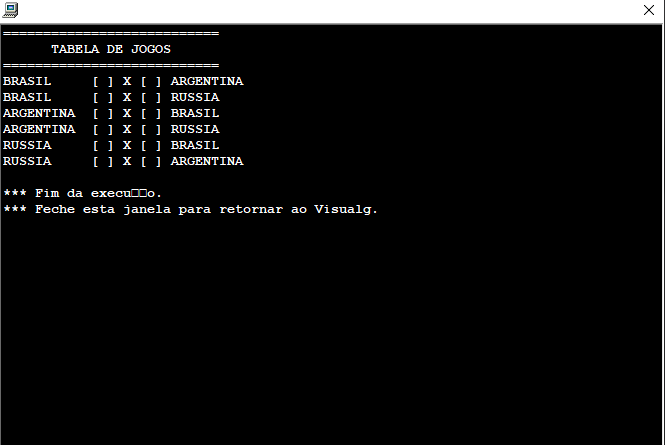 ===========================
TABELA DE JOGOS
===========================
BRASIL     [ ] X [ ] ARGENTINA
BRASIL     [ ] X [ ] RUSSIA
ARGENTINA  [ ] X [ ] BRASIL
ARGENTINA  [ ] X [ ] RUSSIA
RUSSIA     [ ] X [ ] BRASIL
RUSSIA     [ ] X [ ] ARGENTINA
*** Fim da execu□□o.
*** Feche esta janela para retornar ao Visualg.